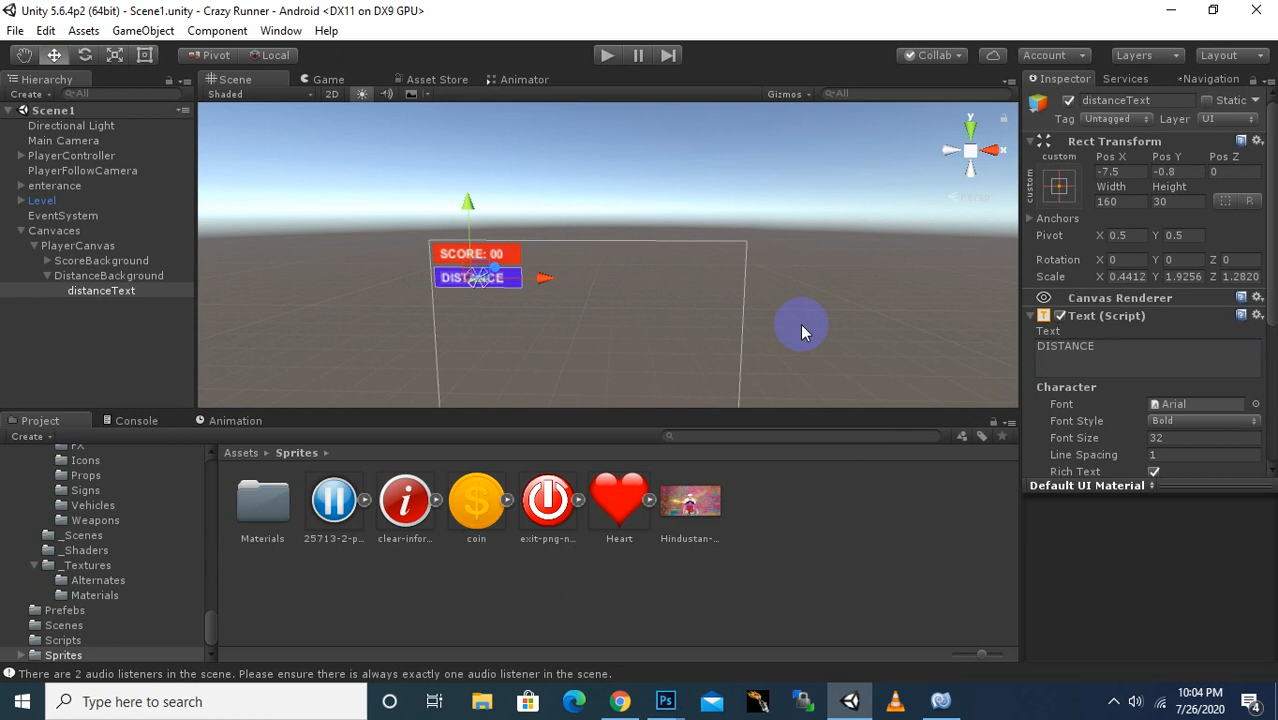 Unity 5.6.4p2 (64bit) - Scene1.unity - Crazy Runner - Android <DX11 on DX9 GPU>
File Edit Assets GameObject Component Window Help
Pivot Local Collab Account Layers Layout
Hierarchy
Create All
Scene1
Directional Light
Main Camera
PlayerController
PlayerFollowCamera
enterance
Level
EventSystem
Canvaces
PlayerCanvas
ScoreBackground
DistanceBackground
distanceText
Scene Game Asset Store Animator
Shaded 2D Gizmos All
y
x
Persp
SCORE: 00
DISTANCE
Inspector Services Navigation
distanceText Static
Tag Untagged Layer UI
Rect Transform
custom Pos X Pos Y Pos Z
custom -7.5 -0.8 0
Width Height
160 30 R
Anchors
Pivot X 0.5 Y 0.5
Rotation X 0 Y 0 Z 0
Scale X 0.4412 Y 1.9256 Z 1.2820
Canvas Renderer
T Text (Script)
Text
DISTANCE
Character
Font Arial
Font Style Bold
Font Size 32
Line Spacing 1
Rich Text
Default UI Material
Project Console Animation
Create
FX
Icons
Props
Signs
Vehicles
Weapons
_Scenes
_Shaders
_Textures
Alternates
Materials
Prefebs
Scenes
Scripts
Sprites
Assets Sprites
Materials 25713-2-p... clear-infor... coin exit-png-n... Heart Hindustan-...
There are 2 audio listeners in the scene. Please ensure there is always exactly one audio listener in the scene.
Type here to search
Ps
10:04 PM
7/26/2020
4